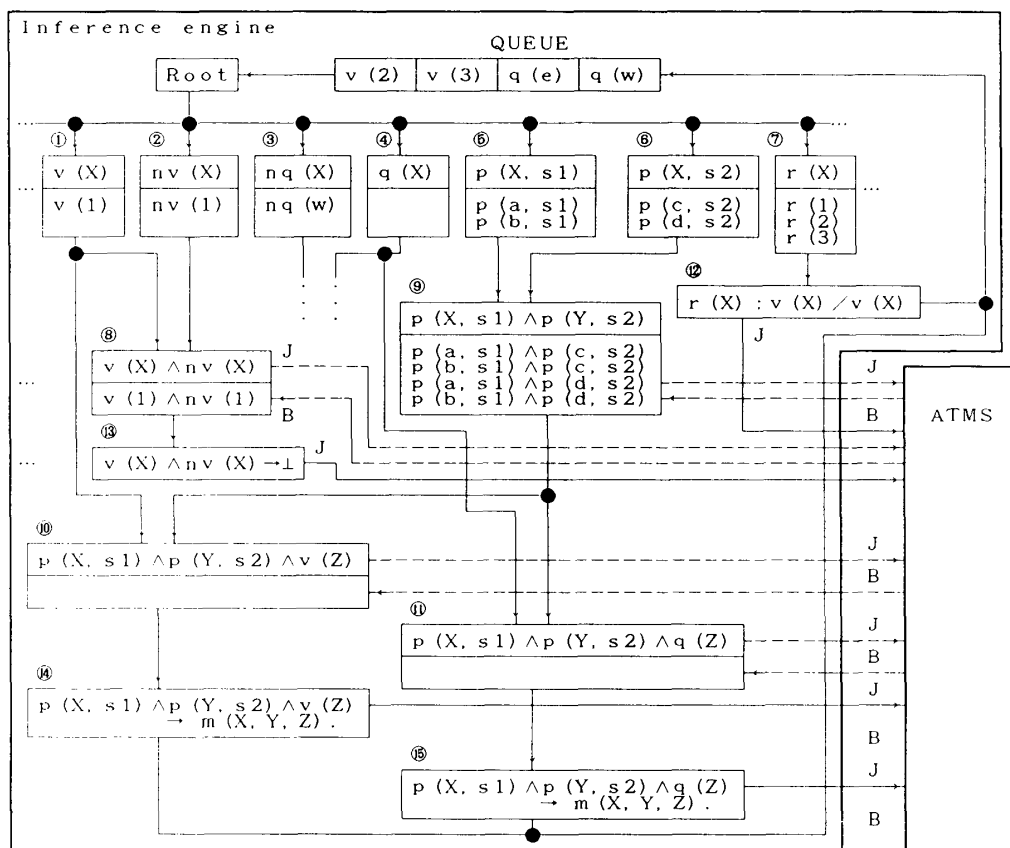 Inference engine
QUEUE
Root
v (2) v (3) q (e) q (w)
... ...
① ② ③ ④ ⑤ ⑥ ⑦
v (X) nv (X) nq (X) q (X) p (X, s1) p (X, s2) r (X)
... ...
v (1) nv (1) nq (w) p (a, s1) p (c, s2) r (1)
p (b, s1) p (d, s2) r (2)
r (3)
⑫
r (X) : v (X) / v (X)
J
⑨
p (X, s1) ∧ p (Y, s2)
p (a, s1) ∧ p (c, s2)
p (b, s1) ∧ p (c, s2)
p (a, s1) ∧ p (d, s2)
p (b, s1) ∧ p (d, s2)
J
B
ATMS
⑧
v (X) ∧ nv (X)
J
...
v (1) ∧ nv (1)
B
⑬
...
v (X) ∧ nv (X) → ⊥
J
⑩
p (X, s1) ∧ p (Y, s2) ∧ v (Z)
J
B
⑪
p (X, s1) ∧ p (Y, s2) ∧ q (Z)
J
B
⑭
p (X, s1) ∧ p (Y, s2) ∧ v (Z)
→ m (X, Y, Z) .
J
B
⑮
p (X, s1) ∧ p (Y, s2) ∧ q (Z)
→ m (X, Y, Z) .
J
B